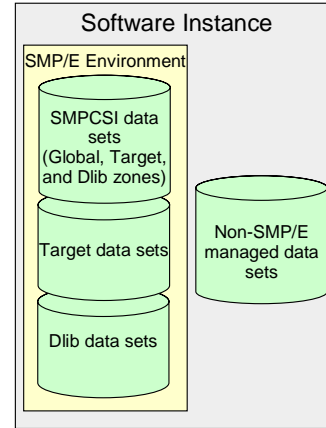 Software Instance
SMP/E Environment
SMPCSI data
sets
(Global, Target,
and Dlib zones)
Target data sets
Dlib data sets
Non-SMP/E
managed data
sets